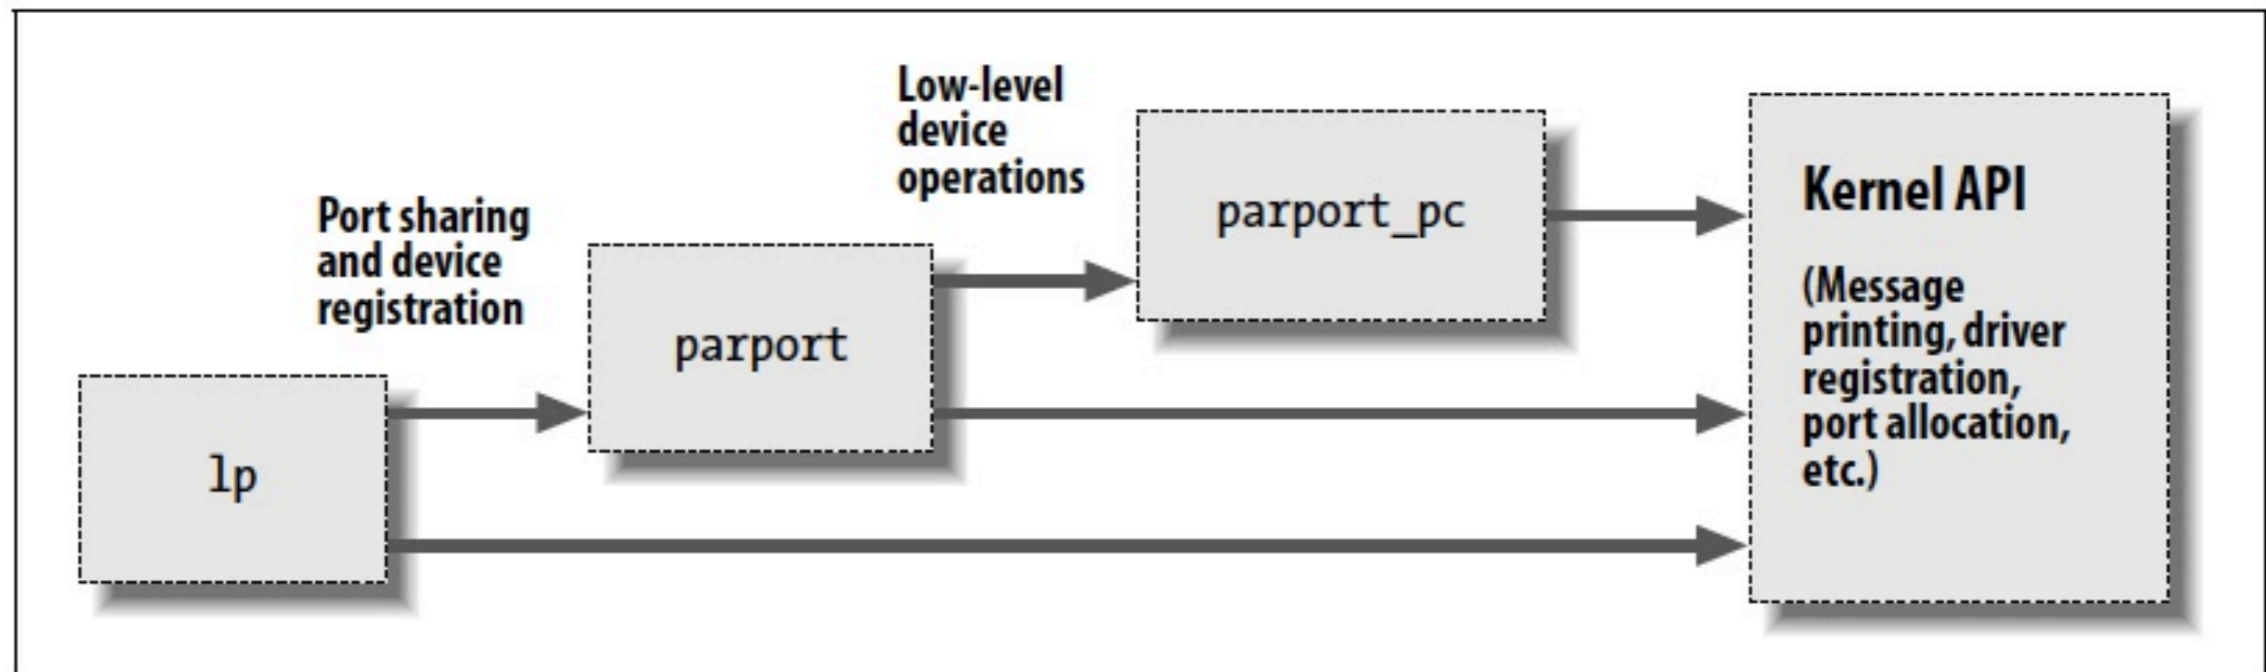 Port sharing
and device
registration
Low-level
device
operations
lp
parport
parport_pc
Kernel API
(Message
printing, driver
registration,
port allocation,
etc.)